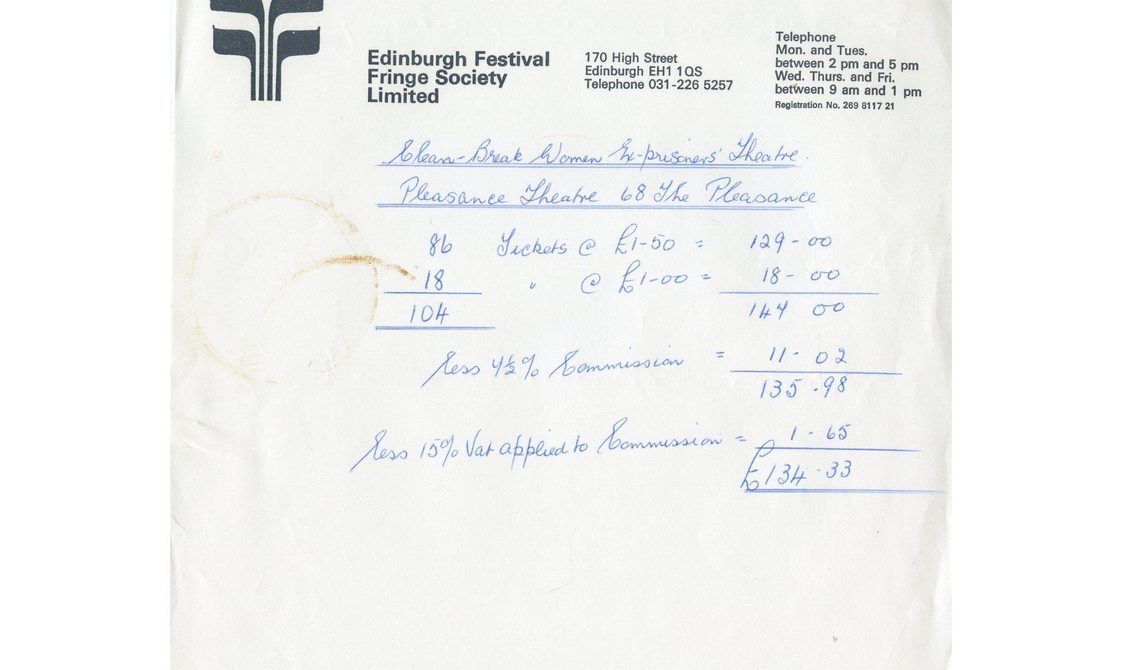 Edinburgh Festival
Fringe Society
Limited
170 High Street
Edinburgh EH1 1QS
Telephone 031-226 5257
Telephone
Mon. and Tues.
between 2 pm and 5 pm
Wed. Thurs. and Fri.
between 9 am and 1 pm
Registration No. 269 8117 21
Clean-Break Women Ex-prisoners' Theatre.
Pleasance Theatre 68 The Pleasance
86 Tickets @ £1-50 = 129-00
18 " @ £1-00 = 18-00
104 147 00
Less 7½% Commission = 11-02
135-98
Less 15% Vat applied to Commission = 1-65
£134-33